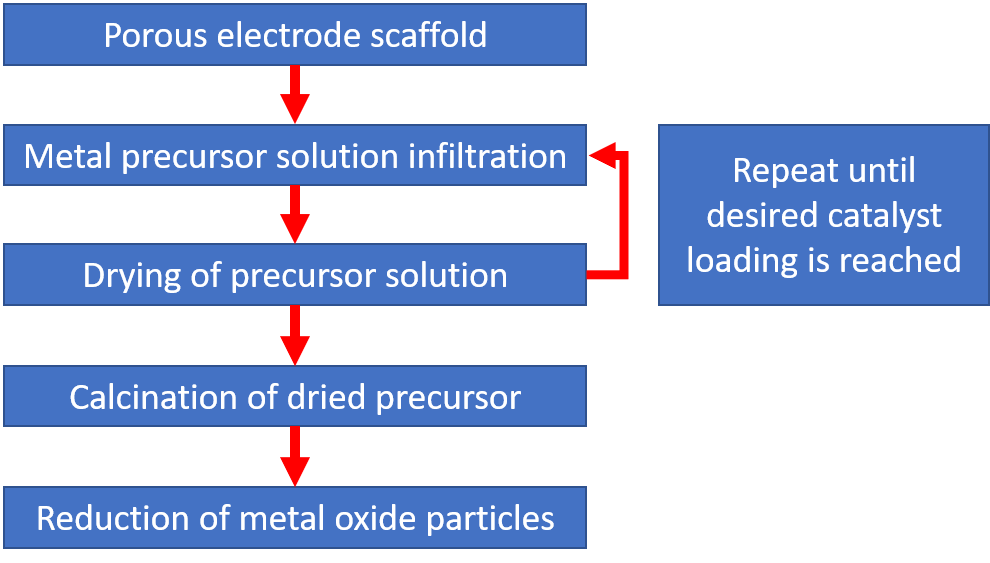 Porous electrode scaffold
Metal precursor solution infiltration
Drying of precursor solution
Repeat until
desired catalyst
loading is reached
Calcination of dried precursor
Reduction of metal oxide particles